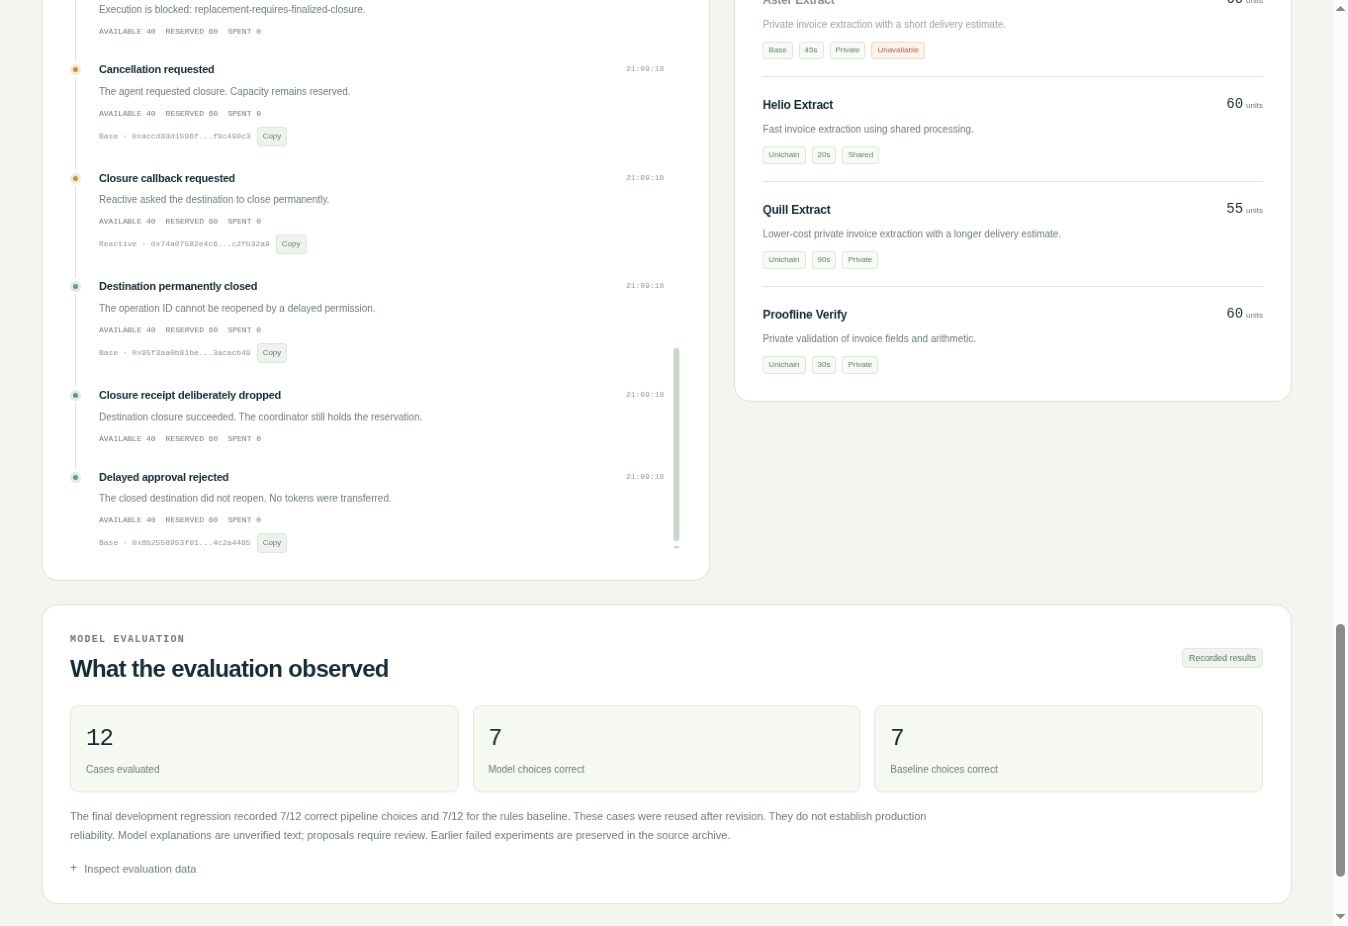 Execution is blocked: replacement-requires-finalized-closure.
AVAILABLE 40 RESERVED 60 SPENT 0
Cancellation requested 21:09:18
The agent requested closure. Capacity remains reserved.
AVAILABLE 40 RESERVED 60 SPENT 0
Base · 0xaccd83d1596f...f9c490c3 Copy
Closure callback requested 21:09:18
Reactive asked the destination to close permanently.
AVAILABLE 40 RESERVED 60 SPENT 0
Reactive · 0x74a07582e4c6...c2fb32a9 Copy
Destination permanently closed 21:09:18
The operation ID cannot be reopened by a delayed permission.
AVAILABLE 40 RESERVED 60 SPENT 0
Base · 0x95f3aa0b81be...3acacb49 Copy
Closure receipt deliberately dropped 21:09:18
Destination closure succeeded. The coordinator still holds the reservation.
AVAILABLE 40 RESERVED 60 SPENT 0
Delayed approval rejected 21:09:18
The closed destination did not reopen. No tokens were transferred.
AVAILABLE 40 RESERVED 60 SPENT 0
Base · 0x8b2558953f01...4c2a4485 Copy
Aster Extract 60 units
Private invoice extraction with a short delivery estimate.
Base 45s Private Unavailable
Helio Extract 60 units
Fast invoice extraction using shared processing.
Unichain 20s Shared
Quill Extract 55 units
Lower-cost private invoice extraction with a longer delivery estimate.
Unichain 90s Private
Proofline Verify 60 units
Private validation of invoice fields and arithmetic.
Unichain 30s Private
MODEL EVALUATION
What the evaluation observed
Recorded results
12
Cases evaluated
7
Model choices correct
7
Baseline choices correct
The final development regression recorded 7/12 correct pipeline choices and 7/12 for the rules baseline. These cases were reused after revision. They do not establish production
reliability. Model explanations are unverified text; proposals require review. Earlier failed experiments are preserved in the source archive.
+ Inspect evaluation data